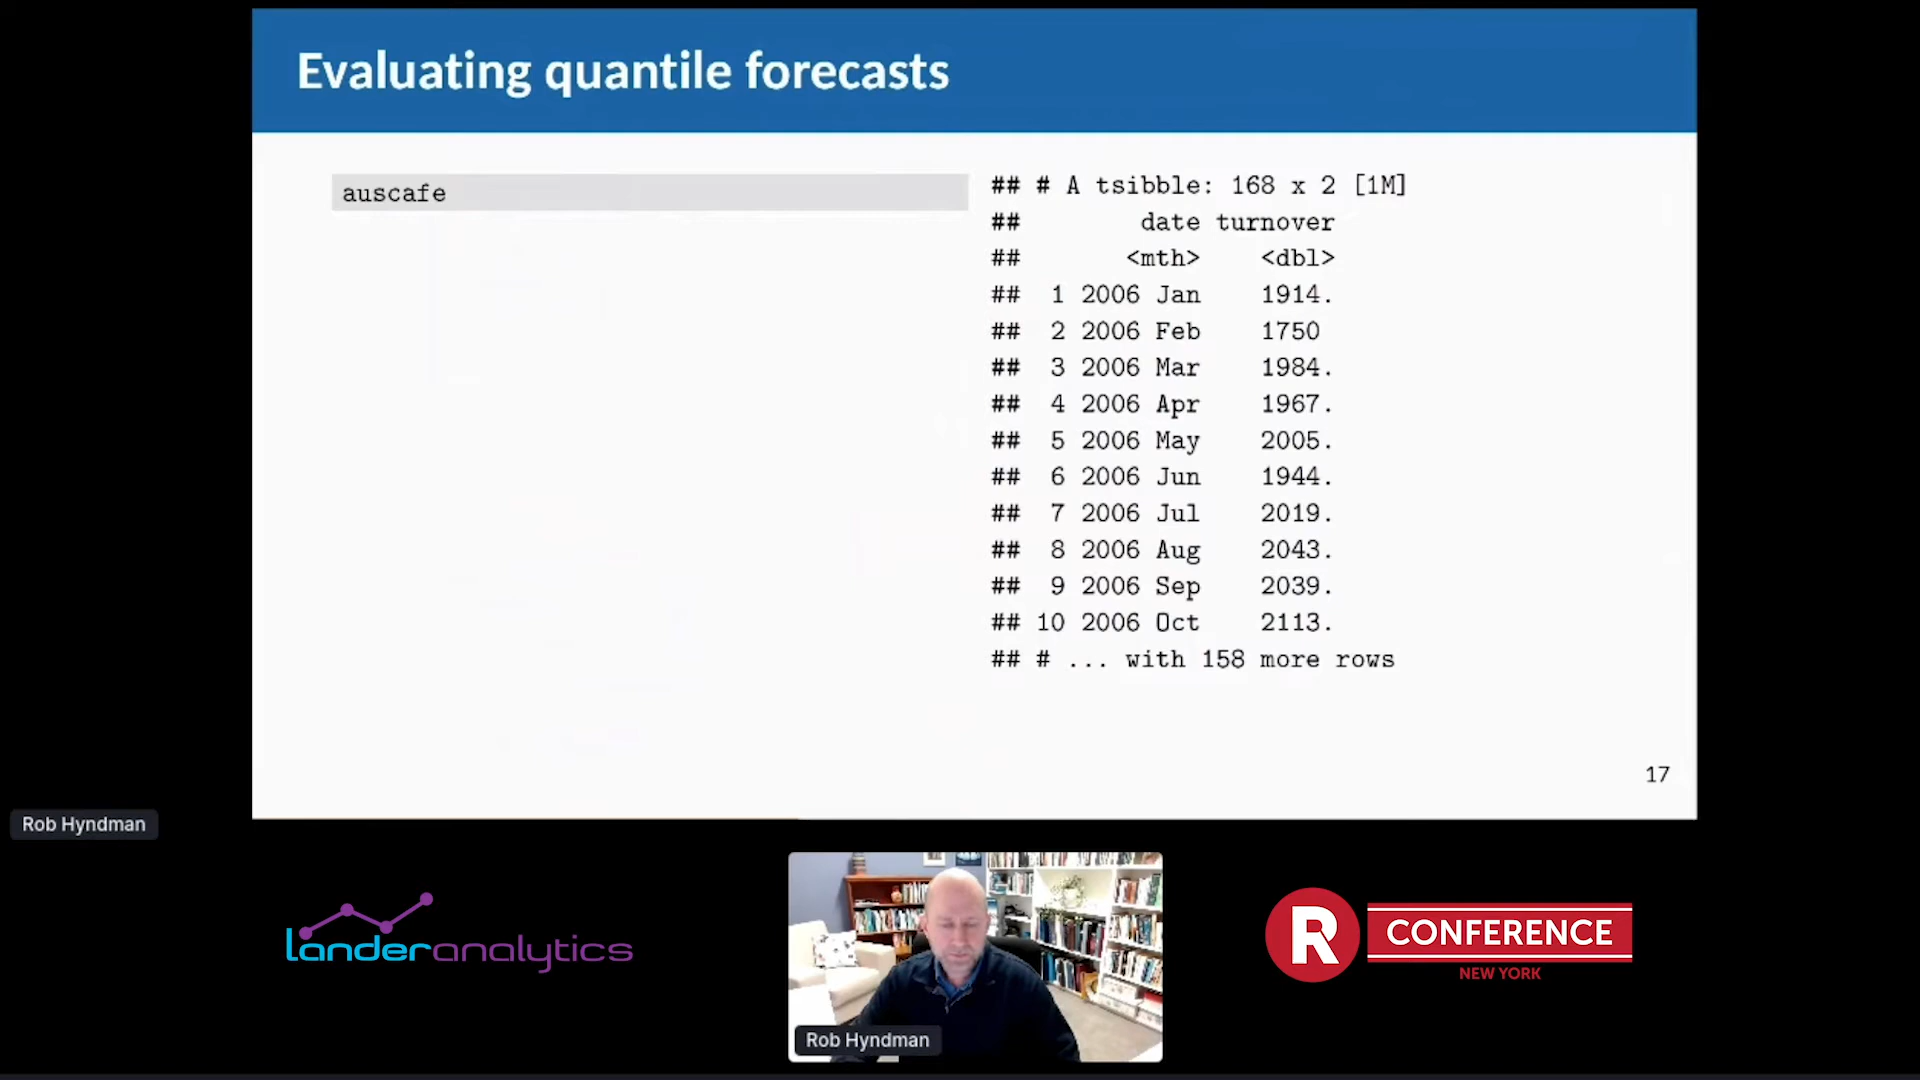 Evaluating quantile forecasts
auscafe
## # A tsibble: 168 x 2 [1M]
## date turnover
## <mth> <dbl>
## 1 2006 Jan 1914.
## 2 2006 Feb 1750
## 3 2006 Mar 1984.
## 4 2006 Apr 1967.
## 5 2006 May 2005.
## 6 2006 Jun 1944.
## 7 2006 Jul 2019.
## 8 2006 Aug 2043.
## 9 2006 Sep 2039.
## 10 2006 Oct 2113.
## # ... with 158 more rows
17
Rob Hyndman
landeranalytics
Rob Hyndman
R CONFERENCE
NEW YORK